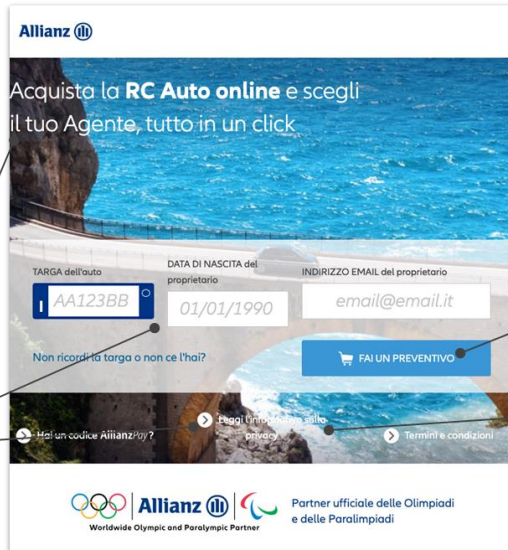 Allianz
Acquista la RC Auto online e scegli
il tuo Agente, tutto in un click
TARGA dell'auto
DATA DI NASCITA del
proprietario
INDIRIZZO EMAIL del proprietario
I AA123BB
01/01/1990
email@email.it
Non ricordi la targa o non ce l'hai?
FAI UN PREVENTIVO
Hai un codice AllianzPay?
Leggi l'informativa sulla
privacy
Termini e condizioni
Allianz
Worldwide Olympic and Paralympic Partner
Partner ufficiale delle Olimpiadi
e delle Paralimpiadi